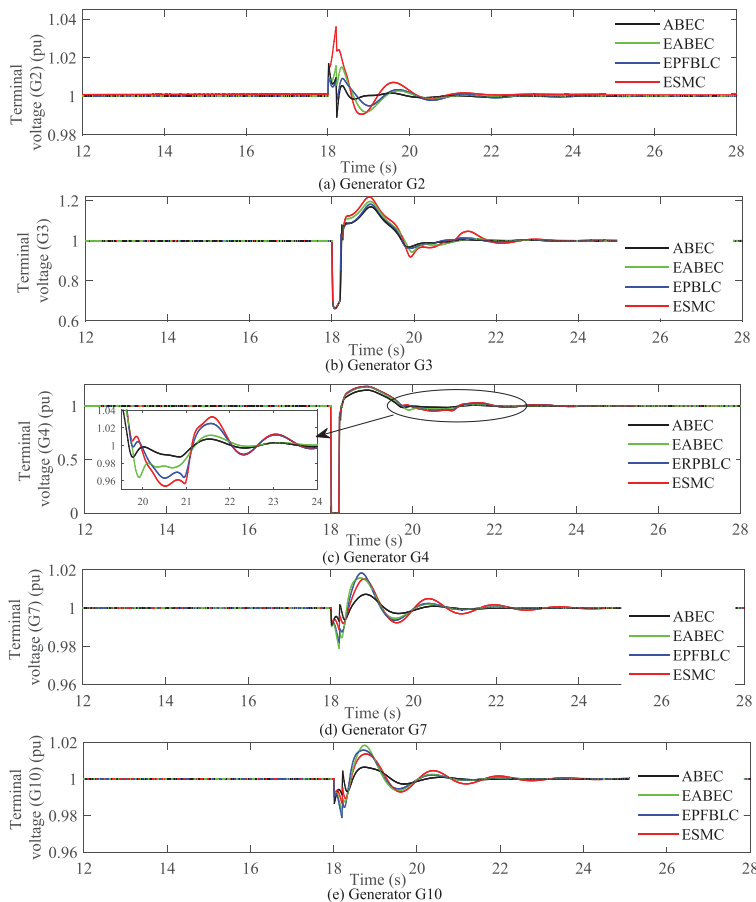 1.04
1.02
1
0.98
Terminal
voltage (G2) (pu)
ABEC
EABEC
EPFBLC
ESMC
12 14 16 18 20 22 24 26 28
Time (s)
(a) Generator G2
1.2
1
0.8
0.6
Terminal
voltage (G3)
ABEC
EABEC
EPBLC
ESMC
12 14 16 18 20 22 24 26 28
Time (s)
(b) Generator G3
1
0.5
0
Terminal
voltage (G4) (pu)
1.04
1.02
1.00
0.98
0.96
20 21 22 23 24
ABEC
EABEC
ERPBLC
ESMC
12 14 16 18 20 22 24 26 28
Time (s)
(c) Generator G4
1.02
1
0.98
0.96
Terminal
voltage (G7) (pu)
ABEC
EABEC
EPFBLC
ESMC
12 14 16 18 20 22 24 26 28
Time (s)
(d) Generator G7
1.02
1
0.98
0.96
Terminal
voltage (G10) (pu)
ABEC
EABEC
EPFBLC
ESMC
12 14 16 18 20 22 24 26 28
Time (s)
(e) Generator G10